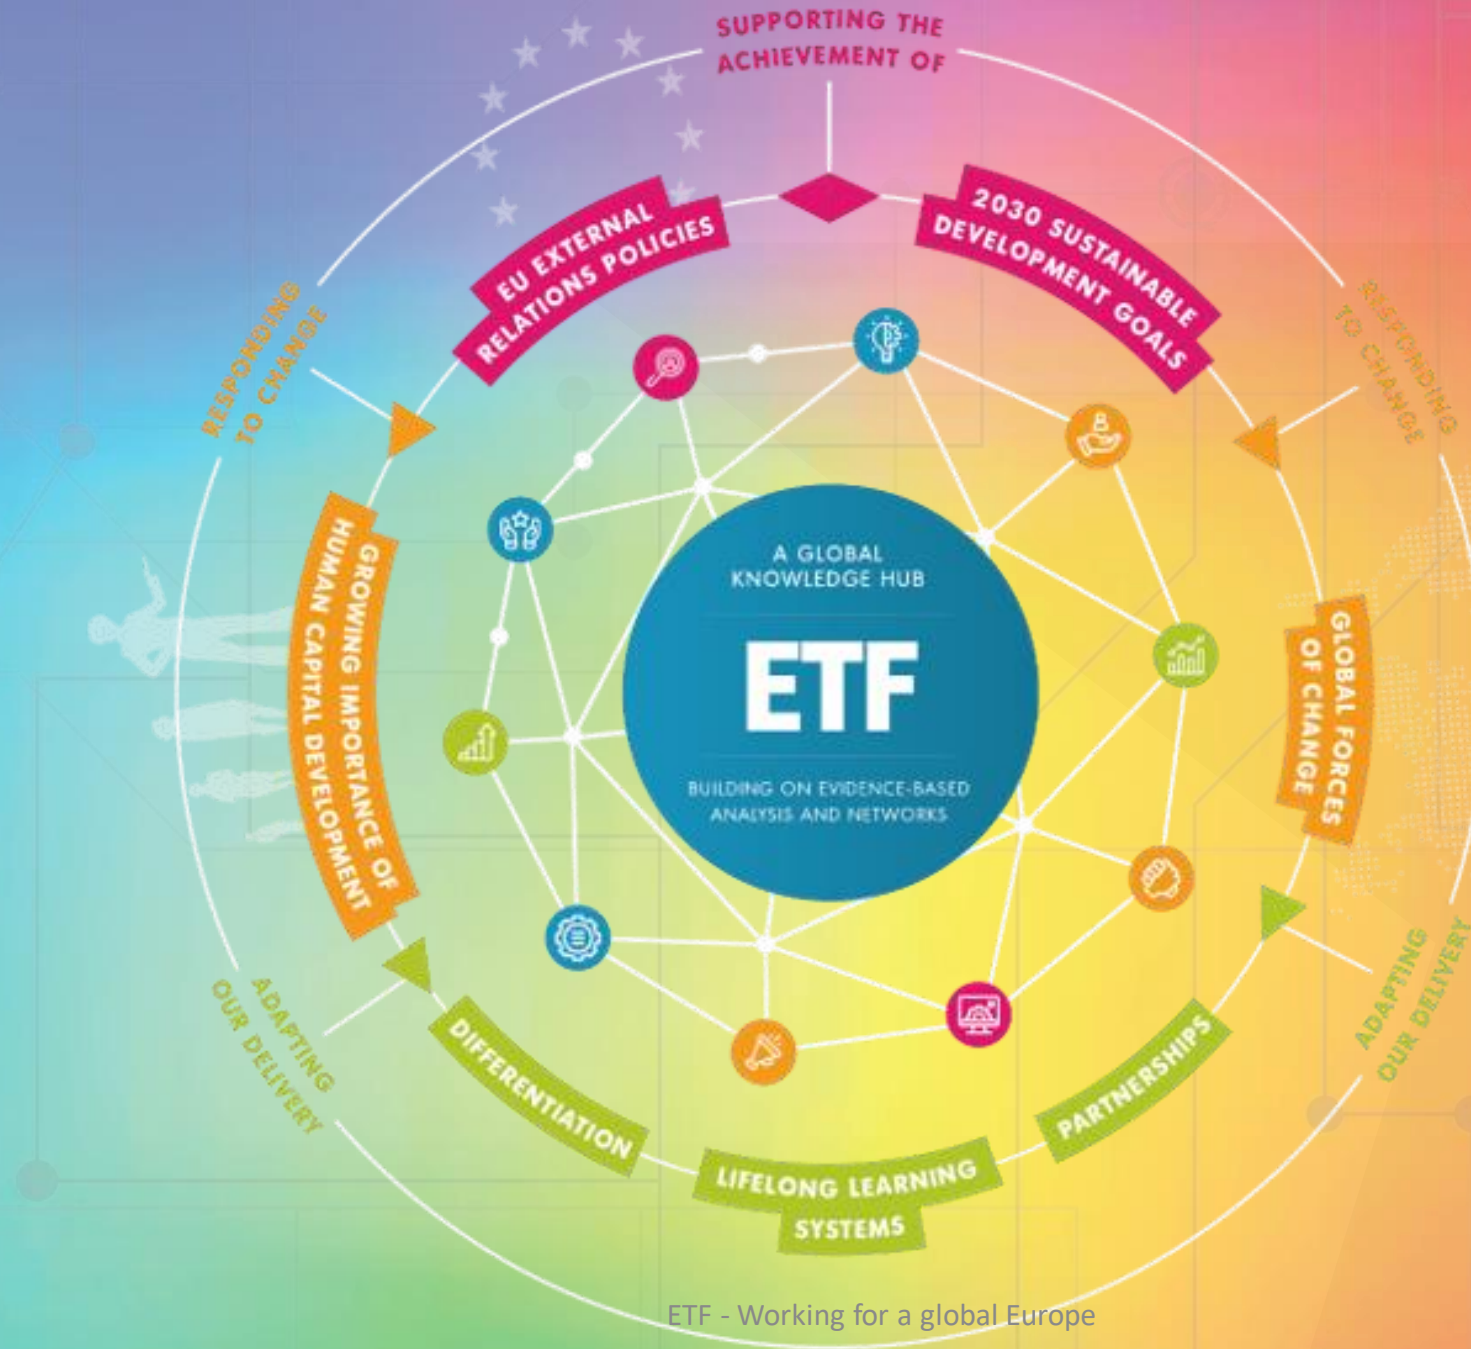 SUPPORTING THE
ACHIEVEMENT OF
EU EXTERNAL
RELATIONS POLICIES
2030 SUSTAINABLE
DEVELOPMENT GOALS
RESPONDING
TO CHANGE
RESPONDING
TO CHANGE
A GLOBAL
KNOWLEDGE HUB
ETF
BUILDING ON EVIDENCE-BASED
ANALYSIS AND NETWORKS
GROWING IMPORTANCE OF
HUMAN CAPITAL DEVELOPMENT
GLOBAL FORCES
OF CHANGE
ADAPTING
OUR DELIVERY
ADAPTING
OUR DELIVERY
DIFFERENTIATION
LIFELONG LEARNING
SYSTEMS
PARTNERSHIPS
ETF - Working for a global Europe